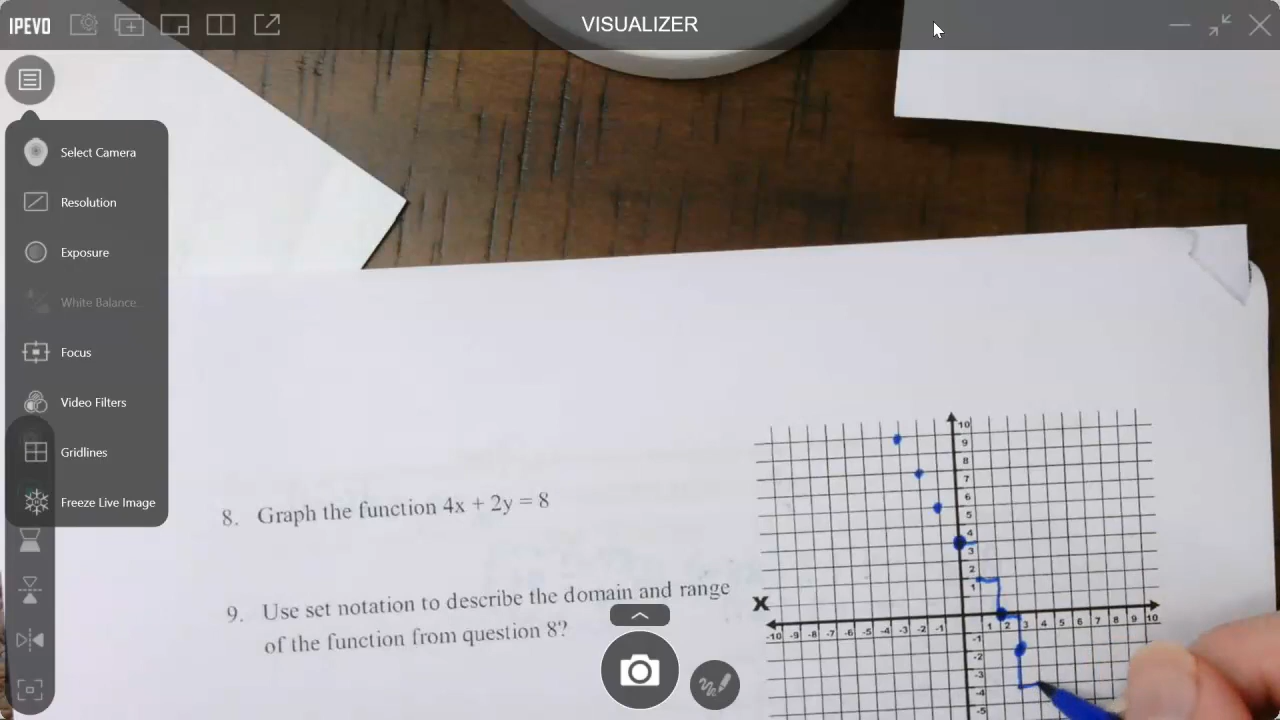 IPEVO
VISUALIZER
Select Camera
Resolution
Exposure
White Balance
Focus
Video Filters
Gridlines
Freeze Live Image
8. Graph the function 4x + 2y = 8
9. Use set notation to describe the domain and range
of the function from question 8?
10
9
8
7
6
5
4
3
2
1
X
-10 -9 -8 -7 -6 -5 -4 -3 -2 -1 1 2 3 4 5 6 7 8 9 10
-1
-2
-3
-4
-5